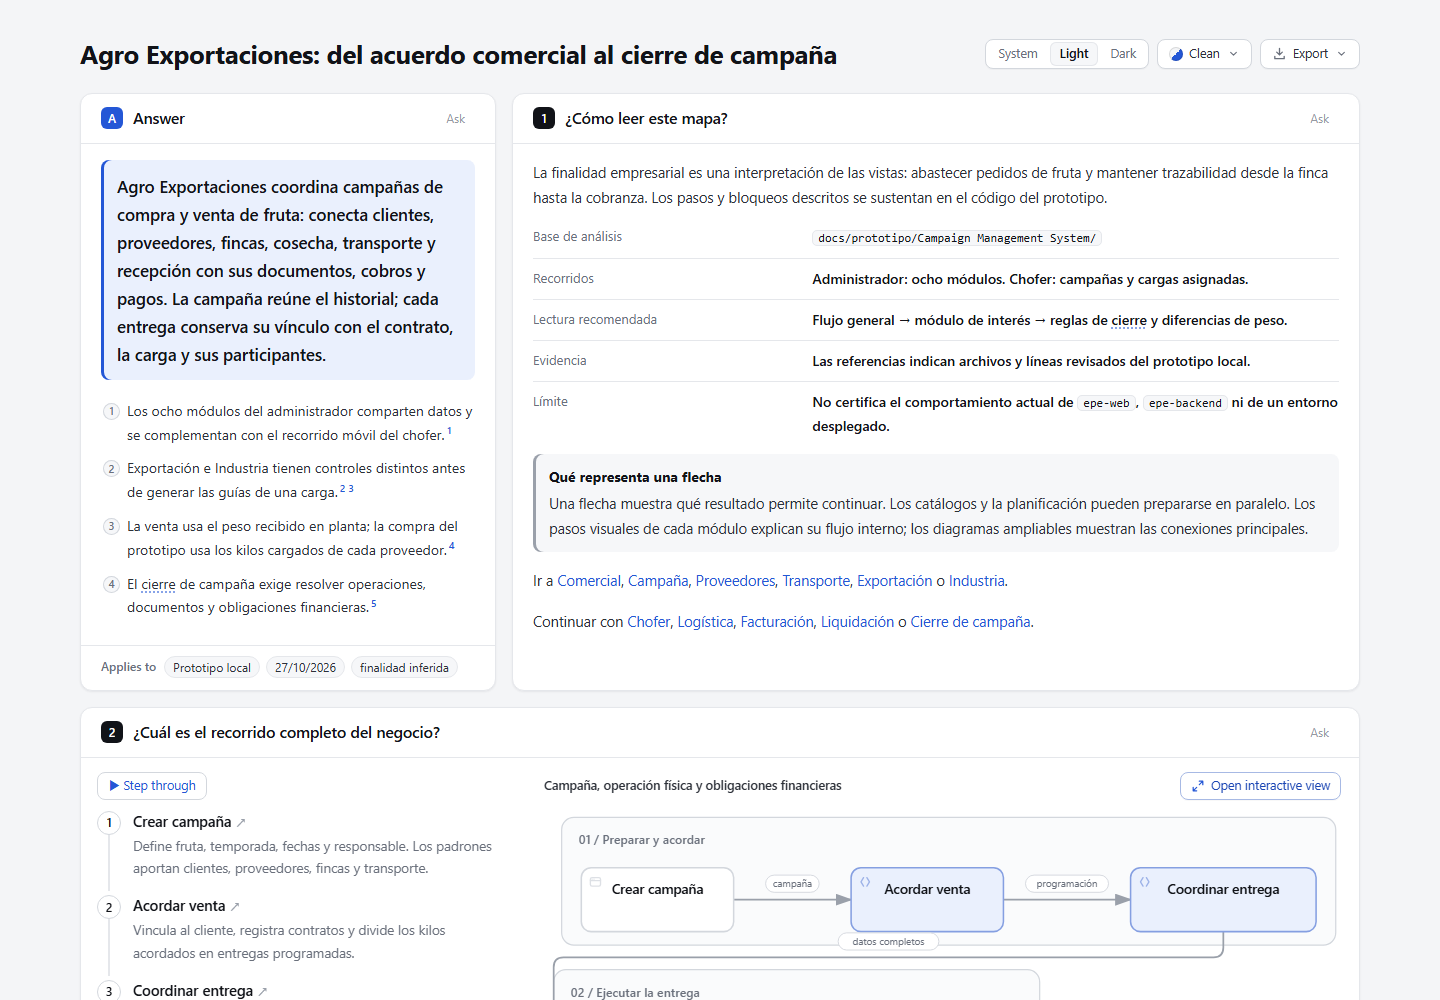 Agro Exportaciones: del acuerdo comercial al cierre de campaña
System Light Dark Clean Export
A Answer Ask
Agro Exportaciones coordina campañas de
compra y venta de fruta: conecta clientes,
proveedores, fincas, cosecha, transporte y
recepción con sus documentos, cobros y
pagos. La campaña reúne el historial; cada
entrega conserva su vínculo con el contrato,
la carga y sus participantes.
1 Los ocho módulos del administrador comparten datos y
se complementan con el recorrido móvil del chofer. 1
2 Exportación e Industria tienen controles distintos antes
de generar las guías de una carga. 2 3
3 La venta usa el peso recibido en planta; la compra del
prototipo usa los kilos cargados de cada proveedor. 4
4 El cierre de campaña exige resolver operaciones,
documentos y obligaciones financieras. 5
Applies to Prototipo local 27/10/2026 finalidad inferida
1 ¿Cómo leer este mapa? Ask
La finalidad empresarial es una interpretación de las vistas: abastecer pedidos de fruta y mantener trazabilidad desde la finca
hasta la cobranza. Los pasos y bloqueos descritos se sustentan en el código del prototipo.
Base de análisis docs/prototipo/Campaign Management System/
Recorridos Administrador: ocho módulos. Chofer: campañas y cargas asignadas.
Lectura recomendada Flujo general → módulo de interés → reglas de cierre y diferencias de peso.
Evidencia Las referencias indican archivos y líneas revisados del prototipo local.
Límite No certifica el comportamiento actual de epe-web, epe-backend ni de un entorno
desplegado.
Qué representa una flecha
Una flecha muestra qué resultado permite continuar. Los catálogos y la planificación pueden prepararse en paralelo. Los
pasos visuales de cada módulo explican su flujo interno; los diagramas ampliables muestran las conexiones principales.
Ir a Comercial, Campaña, Proveedores, Transporte, Exportación o Industria.
Continuar con Chofer, Logística, Facturación, Liquidación o Cierre de campaña.
2 ¿Cuál es el recorrido completo del negocio? Ask
▶ Step through
1 Crear campaña ↗
Define fruta, temporada, fechas y responsable. Los padrones
aportan clientes, proveedores, fincas y transporte.
2 Acordar venta ↗
Vincula al cliente, registra contratos y divide los kilos
acordados en entregas programadas.
3 Coordinar entrega ↗
Campaña, operación física y obligaciones financieras
Open interactive view
01 / Preparar y acordar
Crear campaña
campaña
Acordar venta
programación
Coordinar entrega
datos completos
02 / Ejecutar la entrega